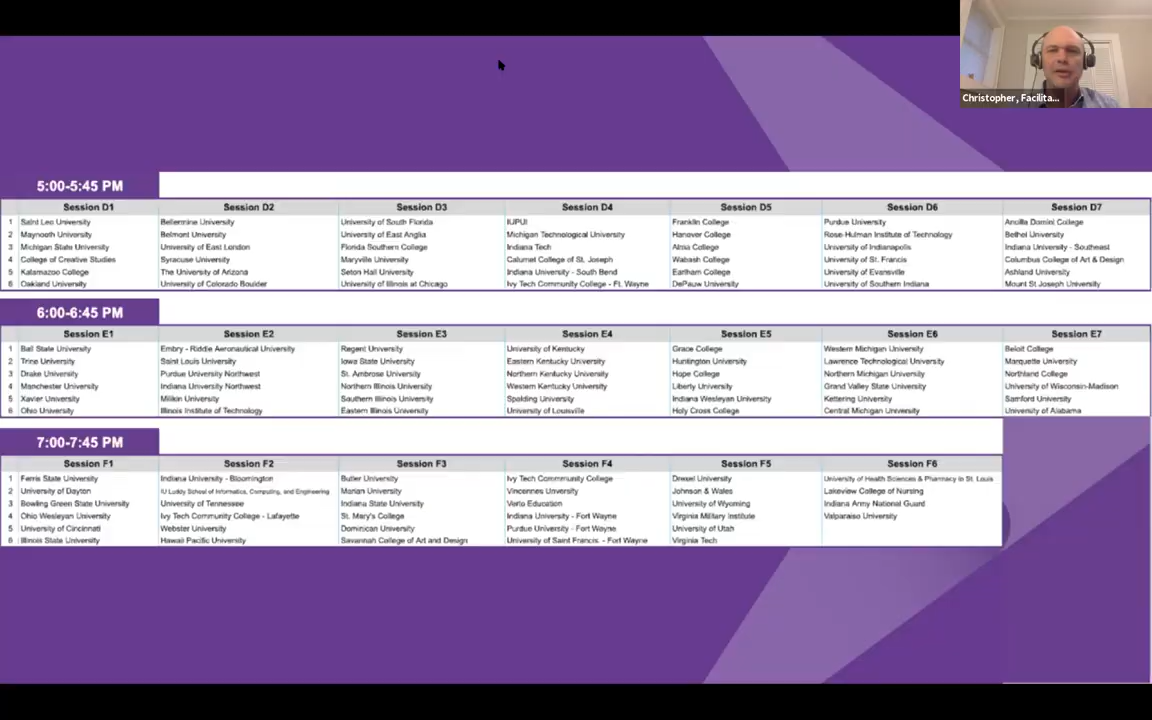 Christopher, Facilita...
5:00-5:45 PM
Session D1 Session D2 Session D3 Session D4 Session D5 Session D6 Session D7
1 Saint Leo University Bellarmine University University of South Florida IUPUI Franklin College Purdue University Ancilla Domini College
2 Maynooth University Belmont University University of East Anglia Michigan Technological University Hanover College Rose-Hulman Institute of Technology Bethel University
3 Michigan State University University of East London Florida Southern College Indiana Tech Alma College University of Indianapolis Indiana University - Southeast
4 College of Creative Studies Syracuse University Maryville University Calumet College of St. Joseph Wabash College University of St. Francis Columbus College of Art & Design
5 Kalamazoo College The University of Arizona Seton Hall University Indiana University - South Bend Earlham College University of Evansville Ashland University
6 Oakland University University of Colorado Boulder University of Illinois at Chicago Ivy Tech Community College - Ft. Wayne DePauw University University of Southern Indiana Mount St Joseph University
6:00-6:45 PM
Session E1 Session E2 Session E3 Session E4 Session E5 Session E6 Session E7
1 Ball State University Embry - Riddle Aeronautical University Regent University University of Kentucky Grace College Western Michigan University Beloit College
2 Trine University Saint Louis University Iowa State University Eastern Kentucky University Huntington University Lawrence Technological University Marquette University
3 Drake University Purdue University Northwest St. Ambrose University Northern Kentucky University Hope College Northern Michigan University Northland College
4 Manchester University Indiana University Northwest Northern Illinois University Western Kentucky University Liberty University Grand Valley State University University of Wisconsin-Madison
5 Xavier University Milikin University Southern Illinois University Spalding University Indiana Wesleyan University Kettering University Samford University
6 Ohio University Illinois Institute of Technology Eastern Illinois University University of Louisville Holy Cross College Central Michigan University University of Alabama
7:00-7:45 PM
Session F1 Session F2 Session F3 Session F4 Session F5 Session F6
1 Ferris State University Indiana University - Bloomington Butler University Ivy Tech Commmunity College Drexel University University of Health Sciences & Pharmacy in St. Louis
2 University of Dayton IU Luddy School of Informatics, Computing, and Engineering Marian University Vincennes University Johnson & Wales Lakeview College of Nursing
3 Bowling Green State University University of Tennessee Indiana State University Verto Education University of Wyoming Indiana Army National Guard
4 Ohio Wesleyan University Ivy Tech Community College - Lafayette St. Mary's College Indiana University - Fort Wayne Virginia Military Institute Valparaiso University
5 University of Cincinnati Webster University Dominican University Purdue University - Fort Wayne University of Utah
6 Illinois State University Hawaii Pacific University Savannah College of Art and Design University of Saint Francis - Fort Wayne Virginia Tech